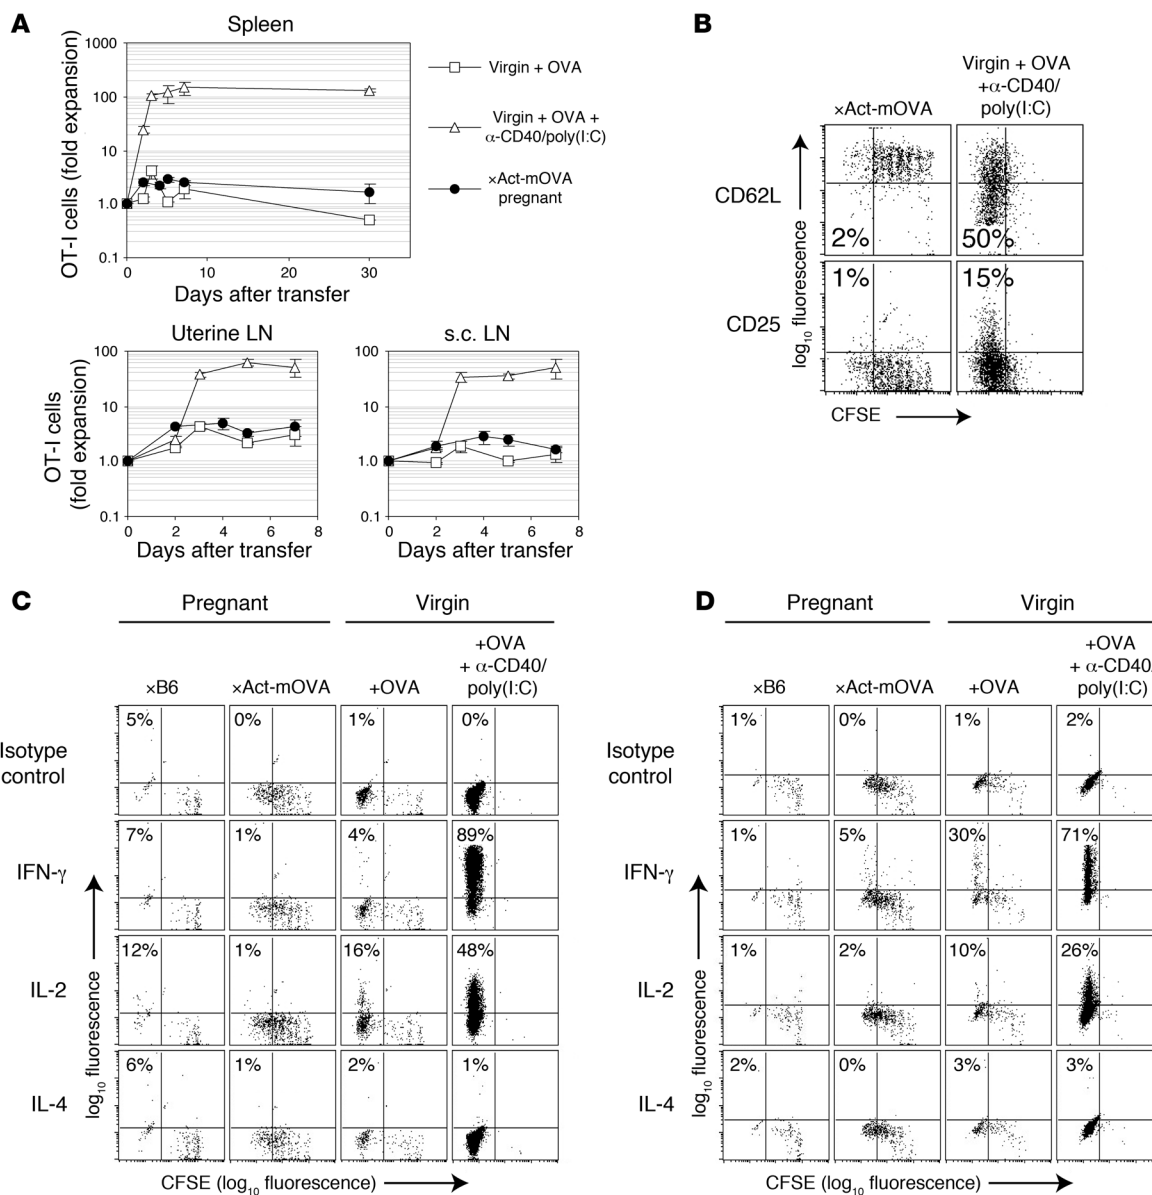 A
Spleen
OT-I cells (fold expansion)
1000
100
10
1.0
0.1
0
10
20
30
Days after transfer
Virgin + OVA
Virgin + OVA +
α-CD40/poly(I:C)
×Act-mOVA
pregnant
Uterine LN
OT-I cells
(fold expansion)
100
10
1.0
0.1
0
2
4
6
8
Days after transfer
s.c. LN
100
10
1.0
0.1
0
2
4
6
8
Days after transfer
B
×Act-mOVA
Virgin + OVA
+α-CD40/
poly(I:C)
CD62L
2%
50%
CD25
1%
15%
log10 fluorescence
CFSE
C
Pregnant
Virgin
×B6
×Act-mOVA
+OVA
+OVA
+ α-CD40/
poly(I:C)
Isotype
control
5%
0%
1%
0%
IFN-γ
7%
1%
4%
89%
IL-2
12%
1%
16%
48%
IL-4
6%
1%
2%
1%
log10 fluorescence
CFSE (log10 fluorescence)
D
Pregnant
Virgin
×B6
×Act-mOVA
+OVA
+OVA
+ α-CD40/
poly(I:C)
Isotype
control
1%
0%
1%
2%
IFN-γ
1%
5%
30%
71%
IL-2
1%
2%
10%
26%
IL-4
2%
0%
3%
3%
log10 fluorescence
CFSE (log10 fluorescence)